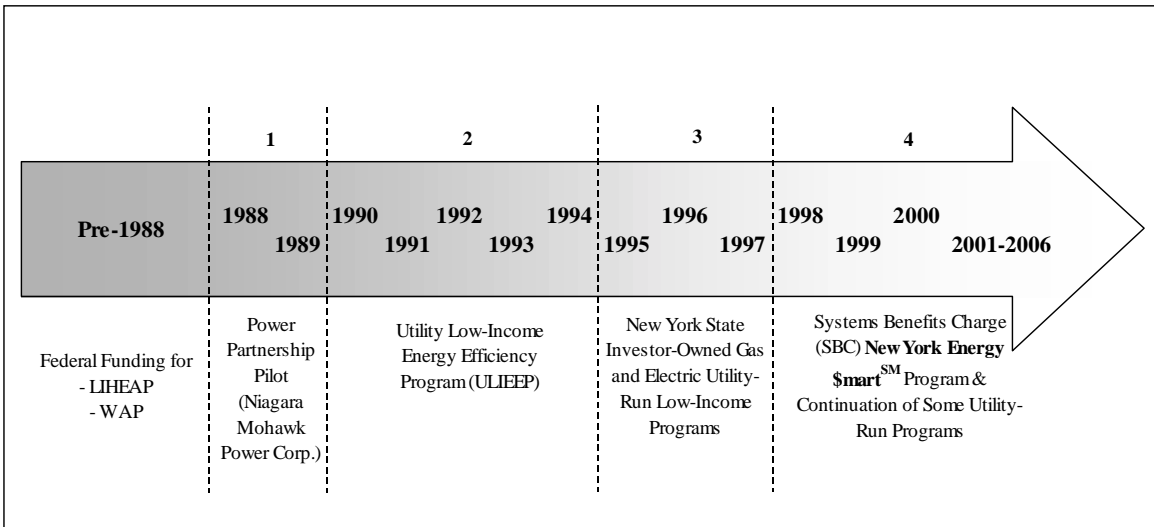 1
2
3
4
Pre-1988
1988
1989
1990
1991
1992
1993
1994
1995
1996
1997
1998
1999
2000
2001-2006
Federal Funding for
- LIHEAP
- WAP
Power
Partnership
Pilot
(Niagara
Mohawk
Power Corp.)
Utility Low-Income
Energy Efficiency
Program (ULIEEP)
New York State
Investor-Owned Gas
and Electric Utility-
Run Low-Income
Programs
Systems Benefits Charge
(SBC) New York Energy
$mart SM Program &
Continuation of Some Utility-
Run Programs